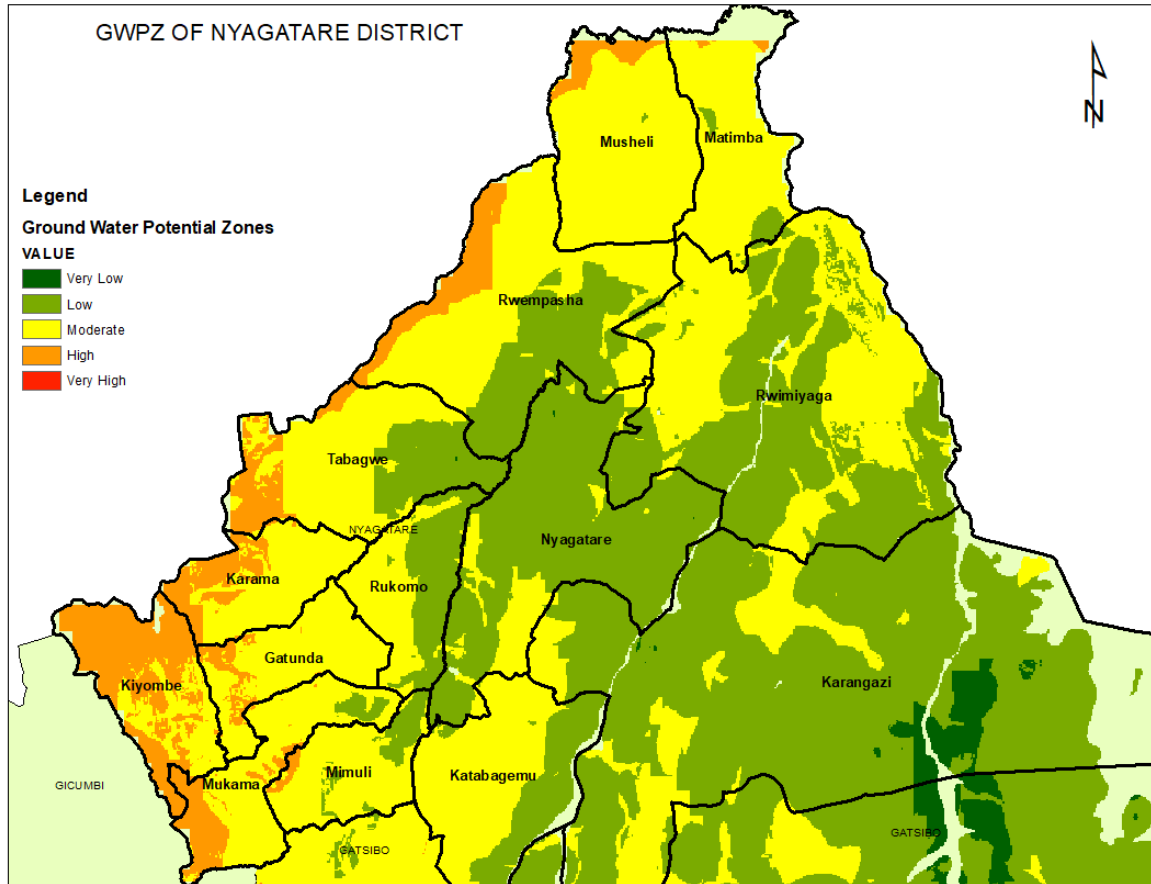 GWPZ OF NYAGATARE DISTRICT
N
Musheli
Matimba
Legend
Ground Water Potential Zones
VALUE
Very Low
Low
Moderate
High
Very High
Rwempasha
Rwimiyaga
Tabagwe
NYAGATARE
Nyagatare
Karama
Rukomo
Gatunda
Kiyombe
Karangazi
Mukama
Mimuli
Katabagemu
GICUMBI
GATSIBO
GATSIBO